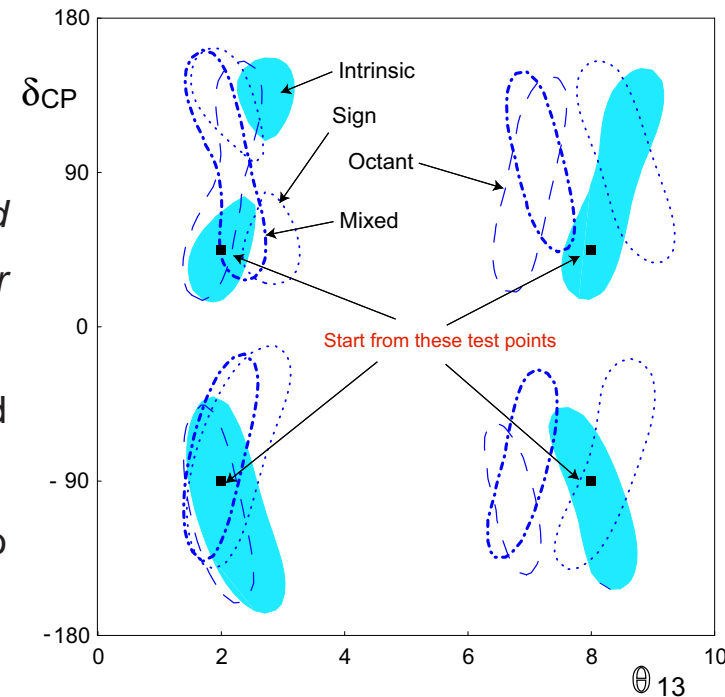 180
δCP
Intrinsic
Sign
90
Octant
d
Mixed
r
0
Start from these test points
d
- 90
-180
0 2 4 6 8 10
θ 13